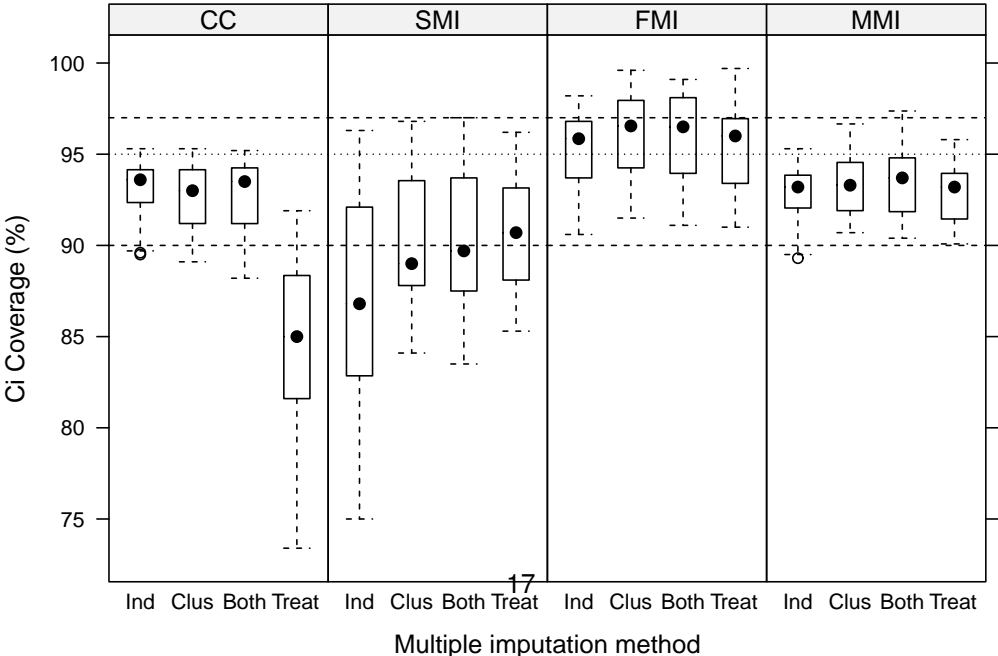 CC SMI FMI MMI
100
95
90
85
80
75
Ci Coverage (%)
17
Ind Clus Both Treat Ind Clus Both Treat Ind Clus Both Treat Ind Clus Both Treat
Multiple imputation method